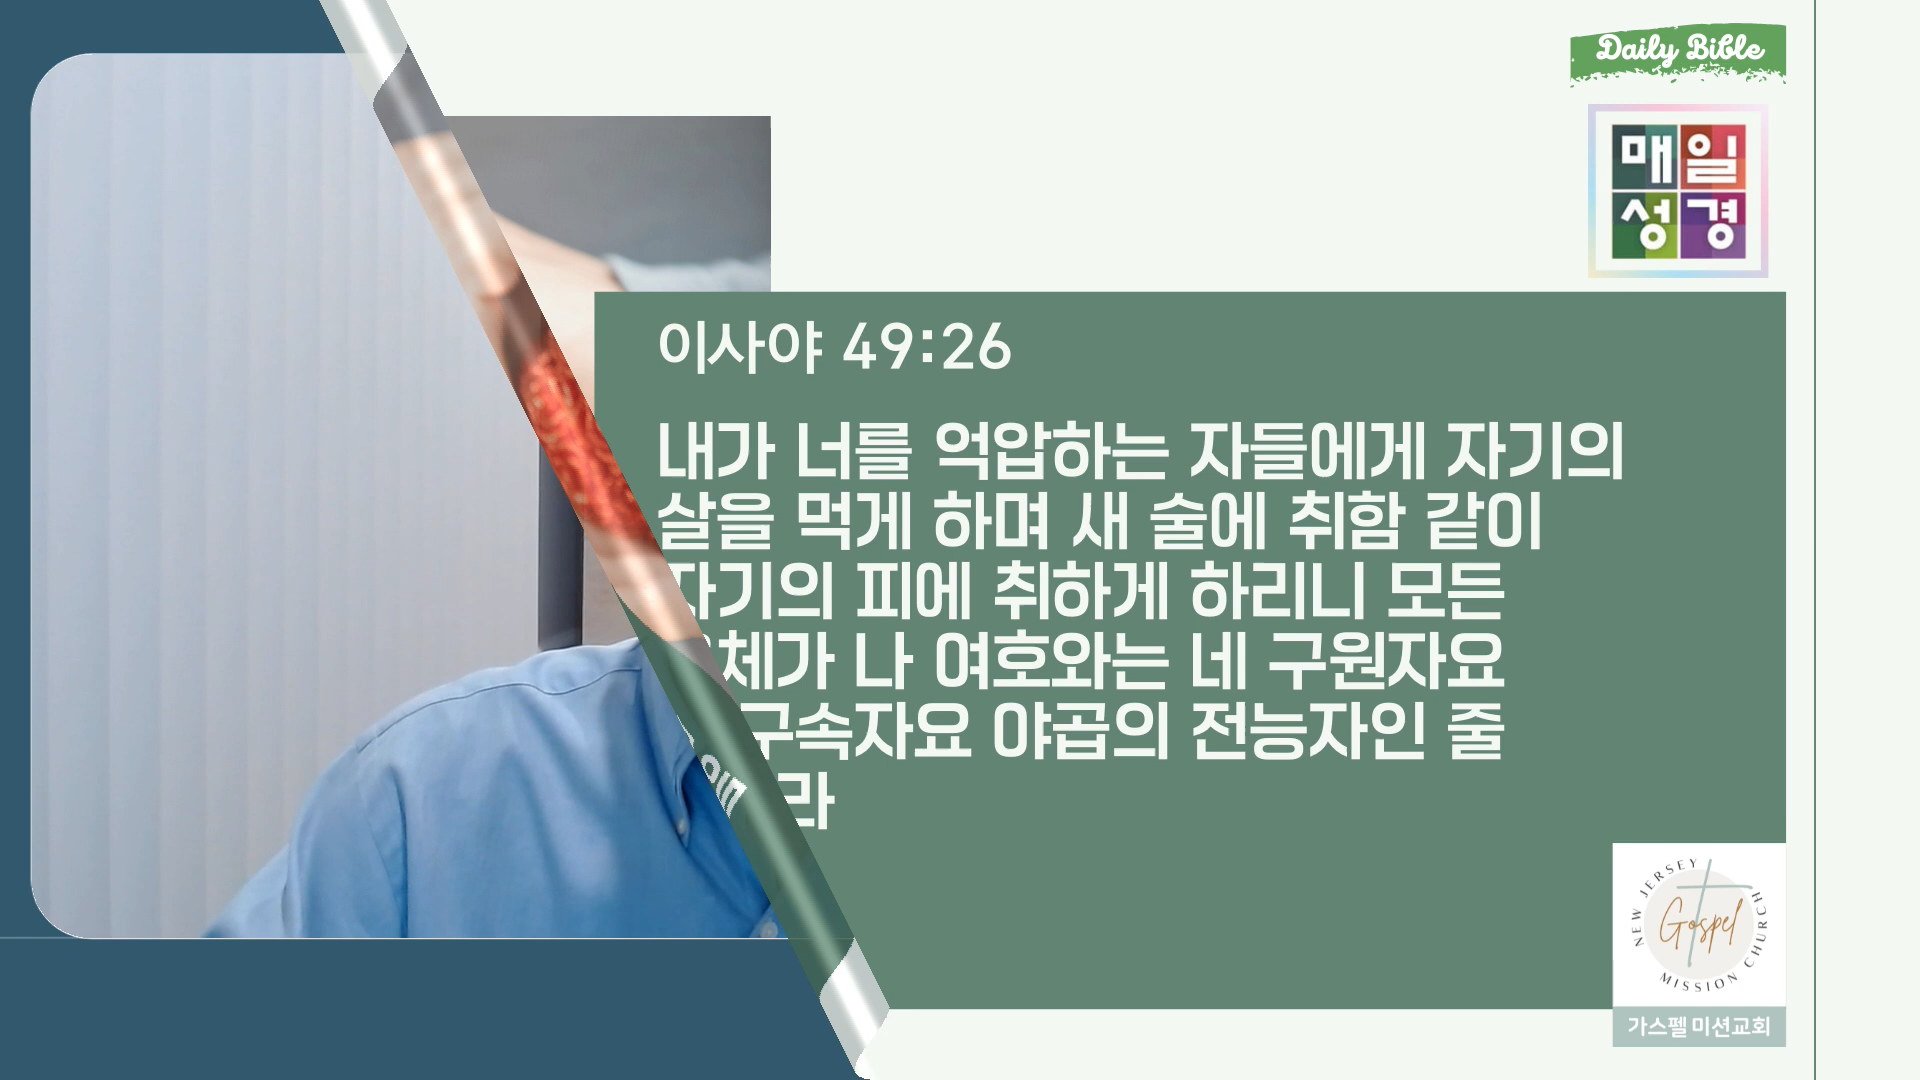 Daily Bible
매일
성경
이사야 49:26
내가 너를 억압하는 자들에게 자기의
살을 먹게 하며 새 술에 취함 같이
자기의 피에 취하게 하리니 모든
체가 나 여호와는 네 구원자요
구속자요 야곱의 전능자인 줄
라
NEW JERSEY
Gospel
MISSION CHURCH
가스펠 미션교회